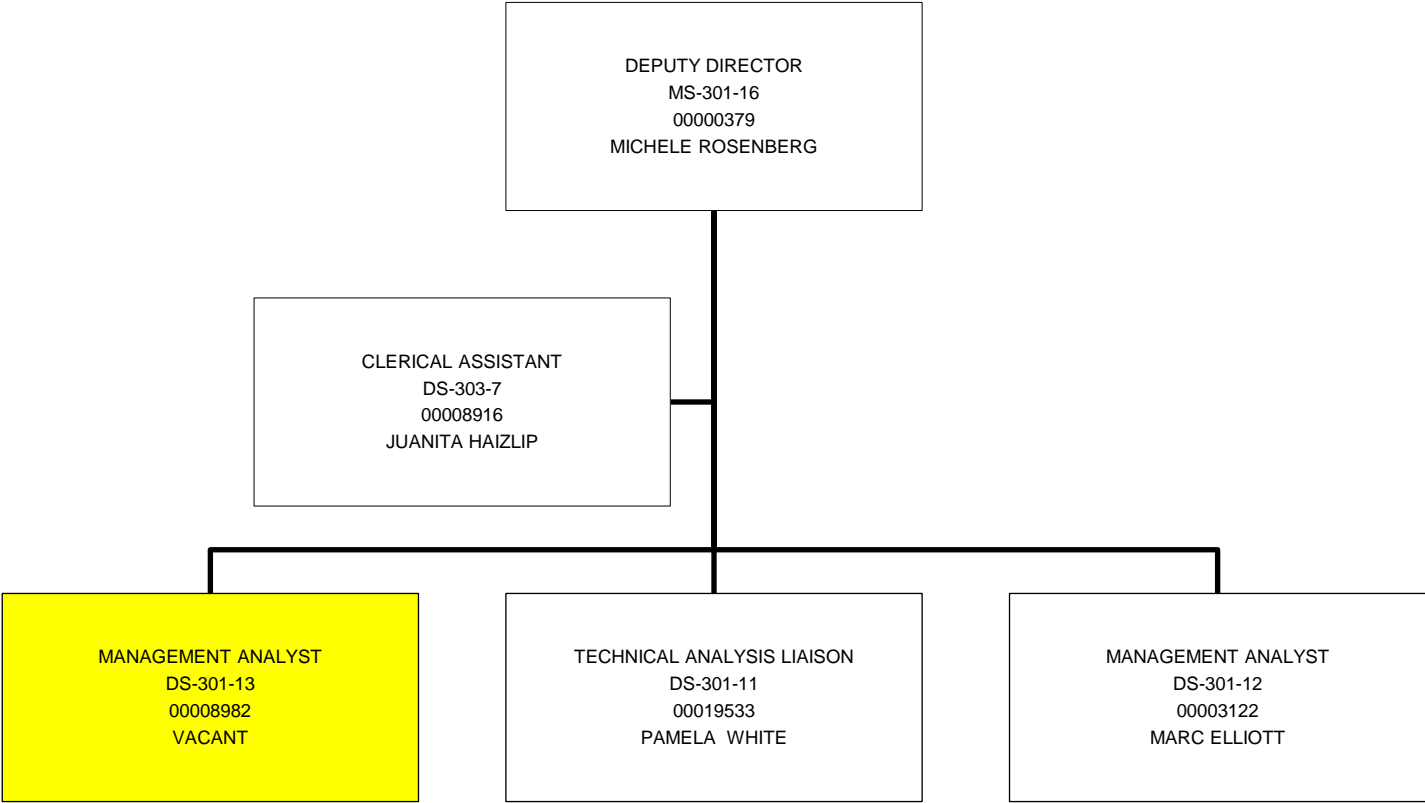 DEPUTY DIRECTOR
MS-301-16
00000379
MICHELE ROSENBERG
CLERICAL ASSISTANT
DS-303-7
00008916
JUANITA HAIZLIP
MANAGEMENT ANALYST
DS-301-13
00008982
VACANT
TECHNICAL ANALYSIS LIAISON
DS-301-11
00019533
PAMELA WHITE
MANAGEMENT ANALYST
DS-301-12
00003122
MARC ELLIOTT